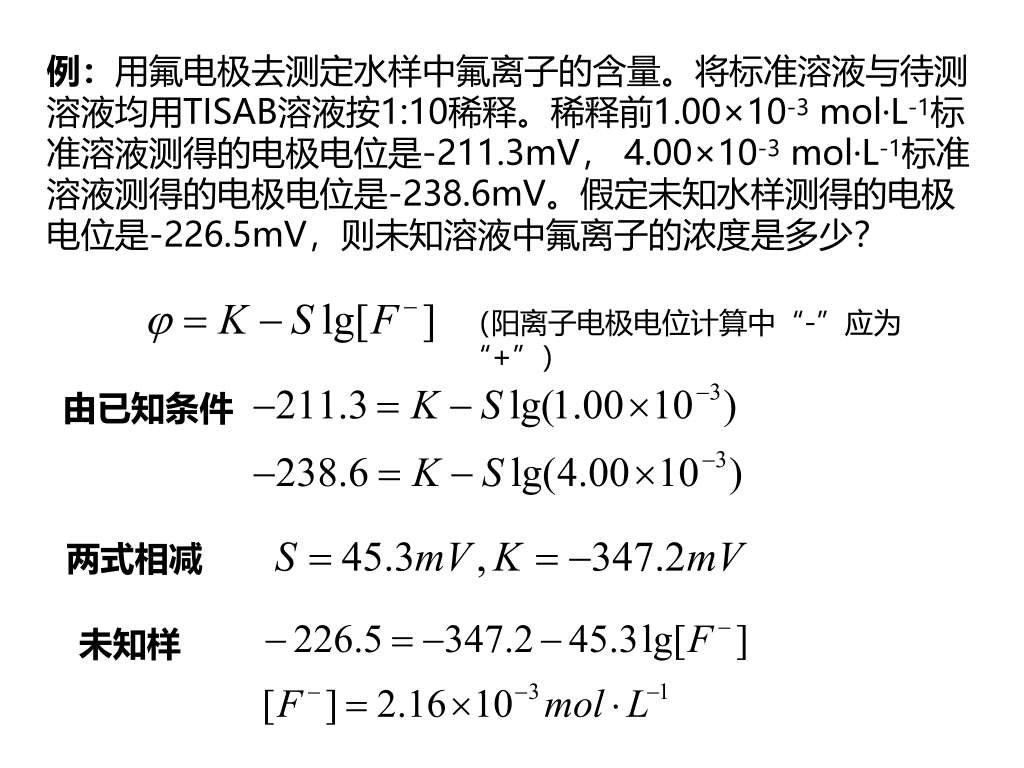 例：用氟电极去测定水样中氟离子的含量。将标准溶液与待测
溶液均用TISAB溶液按1:10稀释。稀释前1.00×10⁻³ mol·L⁻¹标
准溶液测得的电极电位是-211.3mV， 4.00×10⁻³ mol·L⁻¹标准
溶液测得的电极电位是-238.6mV。假定未知水样测得的电极
电位是-226.5mV，则未知溶液中氟离子的浓度是多少？
φ = K − S lg[F⁻] （阳离子电极电位计算中“-”应为
“+”）
由已知条件 −211.3 = K − S lg(1.00×10⁻³)
−238.6 = K − S lg(4.00×10⁻³)
两式相减 S = 45.3mV, K = −347.2mV
未知样 −226.5 = −347.2 − 45.3 lg[F⁻]
[F⁻] = 2.16×10⁻³ mol·L⁻¹